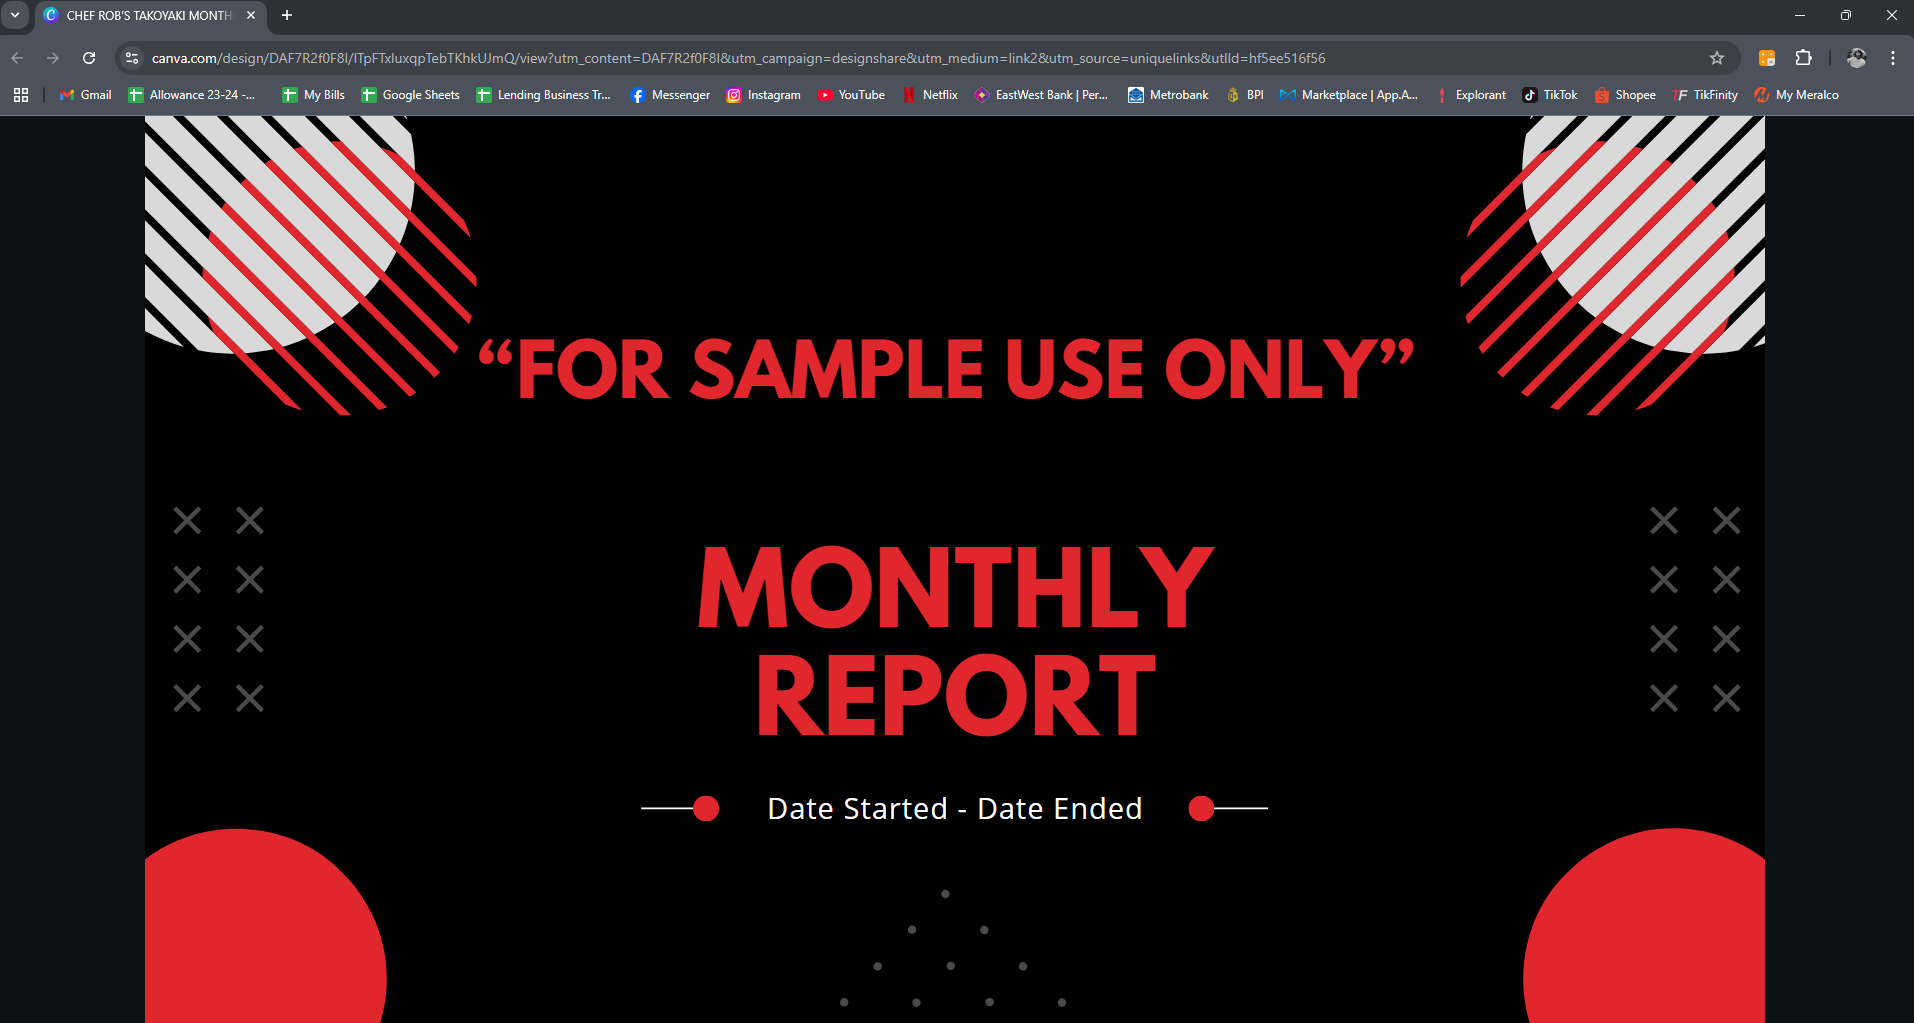 CHEF ROB'S TAKOYAKI MONTH
canva.com/design/DAF7R2f0F8I/ITpFTxluxqpTebTKhkUJmQ/view?utm_content=DAF7R2f0F8I&utm_campaign=designshare&utm_medium=link2&utm_source=uniquelinks&utlId=hf5ee516f56
Gmail Allowance 23-24 -... My Bills Google Sheets Lending Business Tr... Messenger Instagram YouTube Netflix EastWest Bank | Per... Metrobank BPI Marketplace | App.A... Explorant TikTok Shopee TF TikFinity My Meralco
“FOR SAMPLE USE ONLY”
MONTHLY
REPORT
Date Started - Date Ended